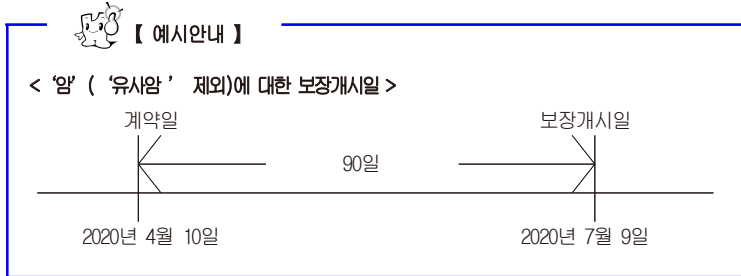 【 예시안내 】
< ‘암’ ( ‘유사암 ’ 제외)에 대한 보장개시일 >
계약일 보장개시일
90일
2020년 4월 10일 2020년 7월 9일